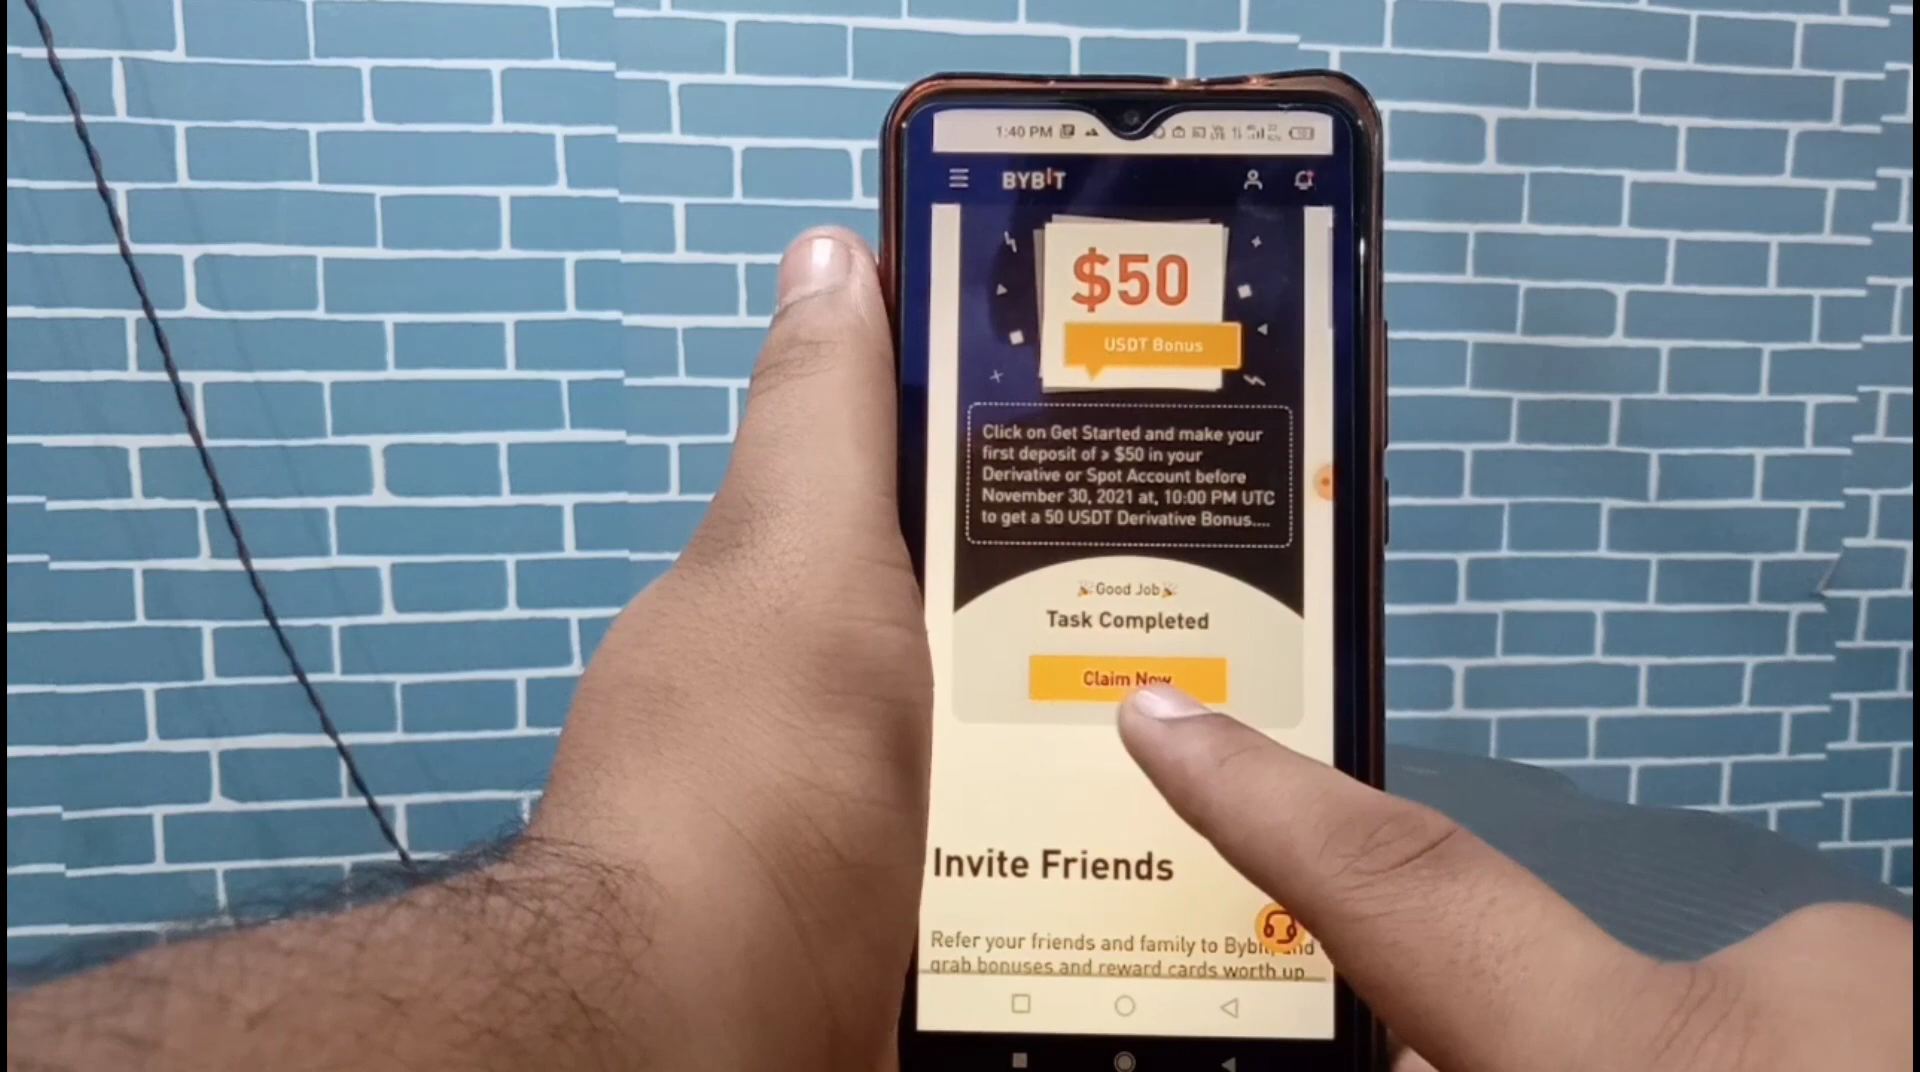 1:40 PM
BYBIT
$50
USDT Bonus
Click on Get Started and make your
first deposit of ≥ $50 in your
Derivative or Spot Account before
November 30, 2021 at, 10:00 PM UTC
to get a 50 USDT Derivative Bonus....
Good Job
Task Completed
Claim Now
Invite Friends
Refer your friends and family to Bybit, and
grab bonuses and reward cards worth up